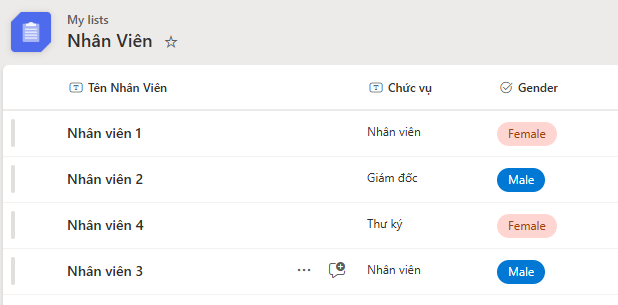 My lists
Nhân Viên
Tên Nhân Viên Chức vụ Gender
Nhân viên 1 Nhân viên Female
Nhân viên 2 Giám đốc Male
Nhân viên 4 Thư ký Female
Nhân viên 3 Nhân viên Male